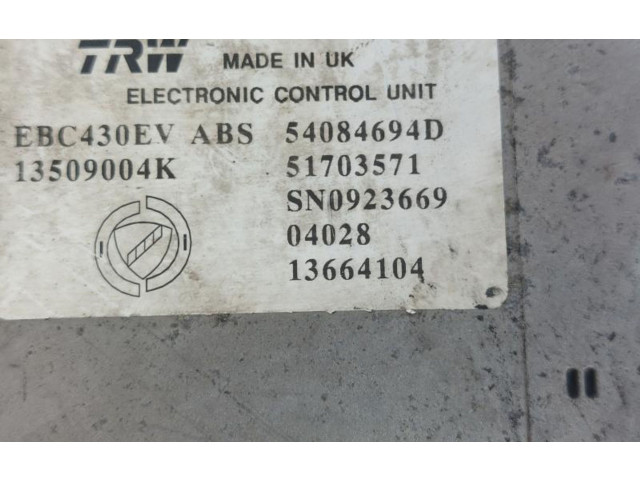 TRW MADE IN UK
ELECTRONIC CONTROL UNIT
EBC430EV ABS 54084694D
13509004K 51703571
SN0923669
04028
13664104